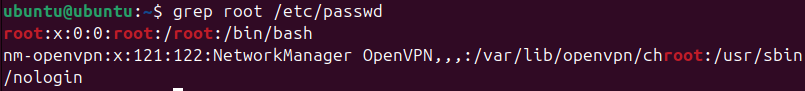 ubuntu@ubuntu:~$ grep root /etc/passwd
root:x:0:0:root:/root:/bin/bash
nm-openvpn:x:121:122:NetworkManager OpenVPN,,,:/var/lib/openvpn/chroot:/usr/sbin
/nologin